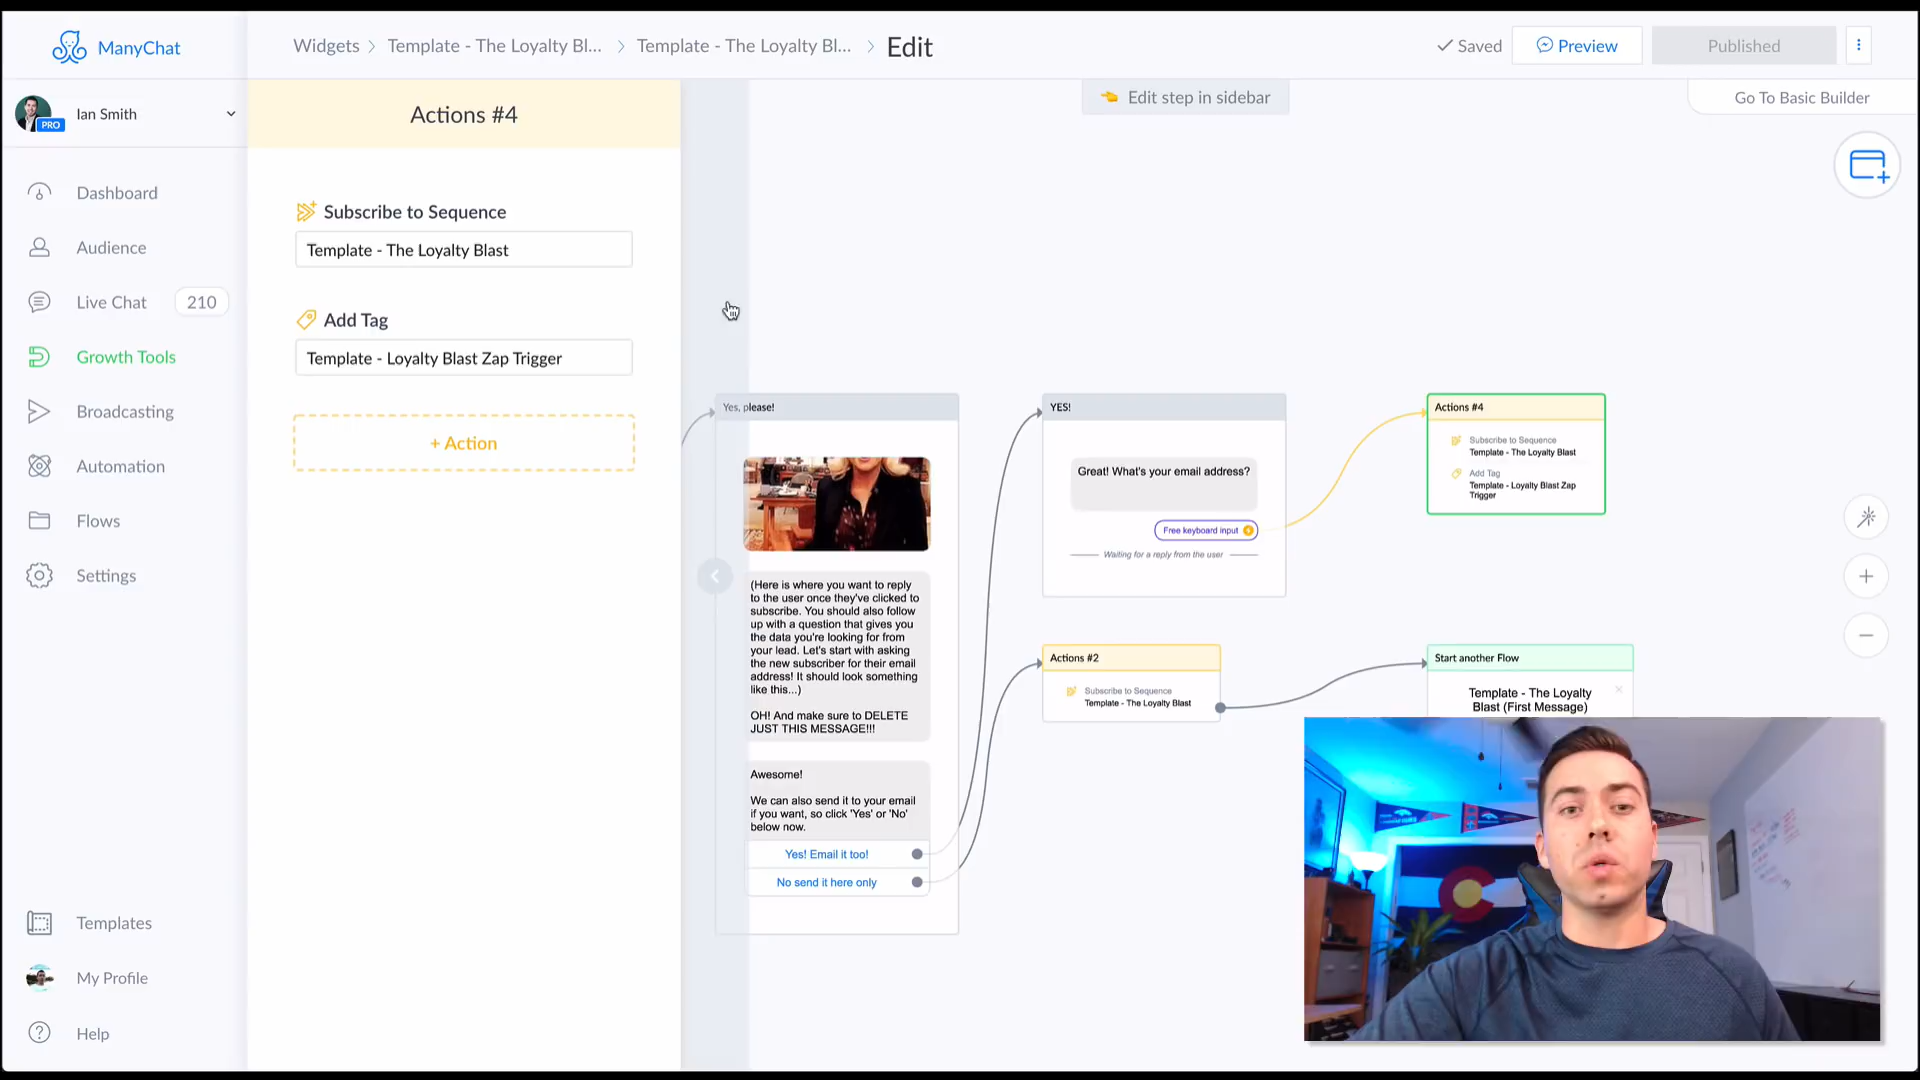 ManyChat
Widgets
Template - The Loyalty Bl...
Template - The Loyalty Bl...
Edit
Saved
Preview
Published
Ian Smith
PRO
Dashboard
Audience
Live Chat
210
Growth Tools
Broadcasting
Automation
Flows
Settings
Templates
My Profile
Help
Actions #4
Subscribe to Sequence
Template - The Loyalty Blast
Add Tag
Template - Loyalty Blast Zap Trigger
+ Action
Edit step in sidebar
Go To Basic Builder
Yes, please!
(Here is where you want to reply
to the user once they've clicked to
subscribe. You should also follow
up with a question that gives you
the data you're looking for from
your lead. Let's start with asking
the new subscriber for their email
address! It should look something
like this...)
OH! And make sure to DELETE
JUST THIS MESSAGE!!!
Awesome!
We can also send it to your email
if you want, so click 'Yes' or 'No'
below now.
Yes! Email it too!
No send it here only
YES!
Great! What's your email address?
Free keyboard input
Waiting for a reply from the user
Actions #2
Subscribe to Sequence
Template - The Loyalty Blast
Actions #4
Subscribe to Sequence
Template - The Loyalty Blast
Add Tag
Template - Loyalty Blast Zap
Trigger
Start another Flow
Template - The Loyalty
Blast (First Message)